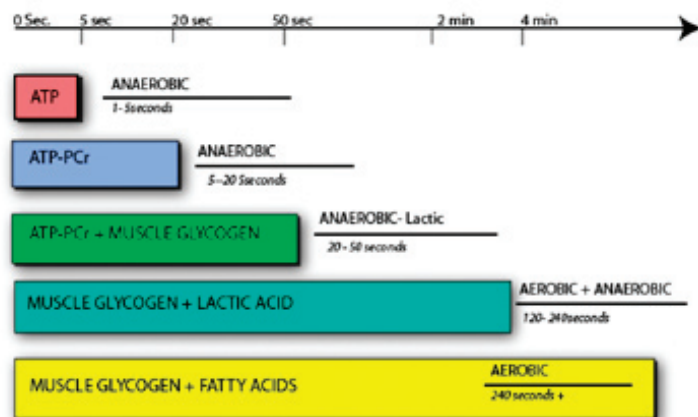 0 Sec. 5 sec 20 sec 50 sec 2 min 4 min
ATP
ANAEROBIC
1-5seconds
ATP-PCr
ANAEROBIC
5--20 5seconds
ATP-PCr + MUSCLE GLYCOGEN
ANAEROBIC- Lactic
20 - 50 seconds
MUSCLE GLYCOGEN + LACTIC ACID
AEROBIC + ANAEROBIC
120- 240seconds
MUSCLE GLYCOGEN + FATTY ACIDS
AEROBIC
240 seconds +